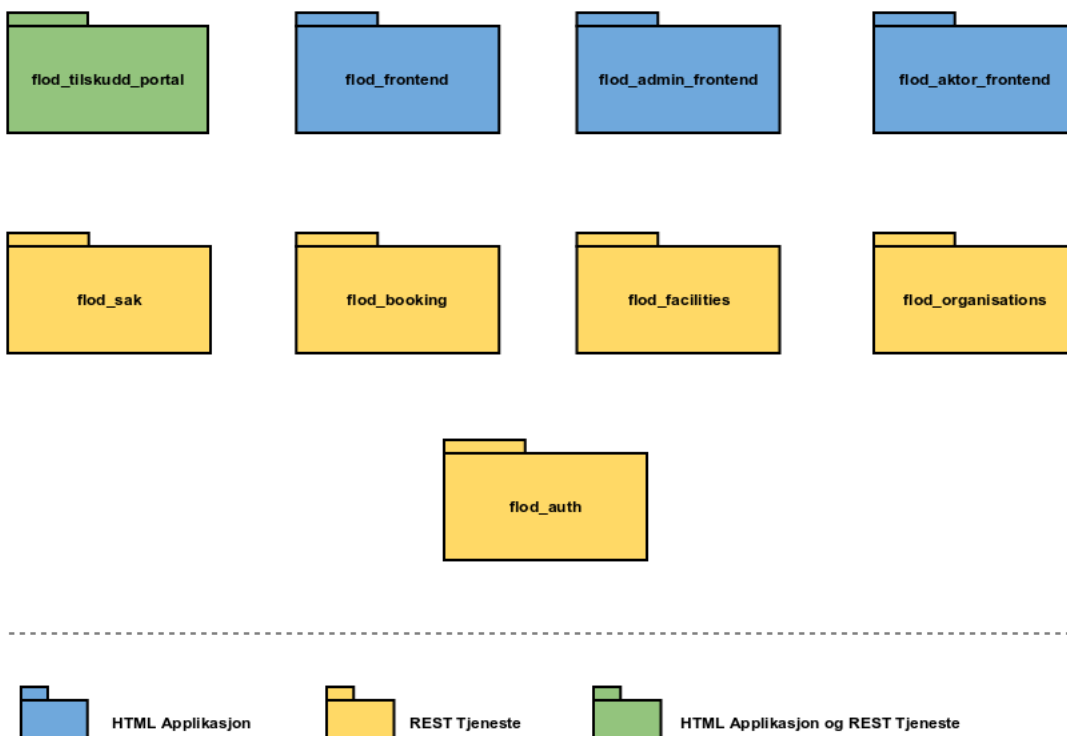 flod_tilskudd_portal
flod_frontend
flod_admin_frontend
flod_aktor_frontend
flod_sak
flod_booking
flod_facilities
flod_organisations
flod_auth
HTML Applikasjon
REST Tjeneste
HTML Applikasjon og REST Tjeneste